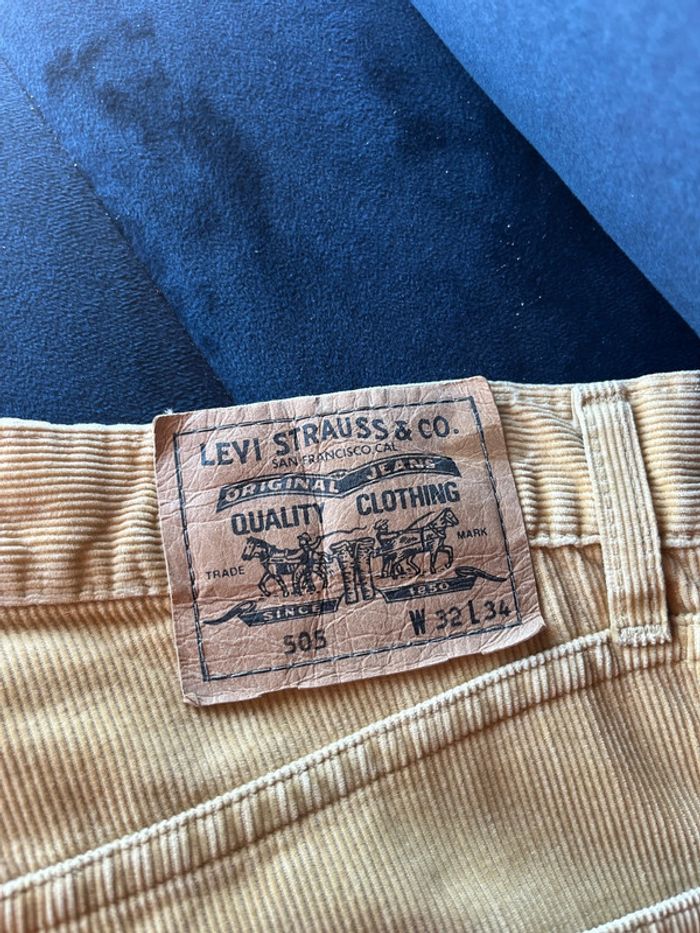 LEVI STRAUSS & CO.
SAN FRANCISCO CAL
ORIGINAL JEANS
QUALITY CLOTHING
TRADE MARK
SINCE 1850
505 W 32 L 34